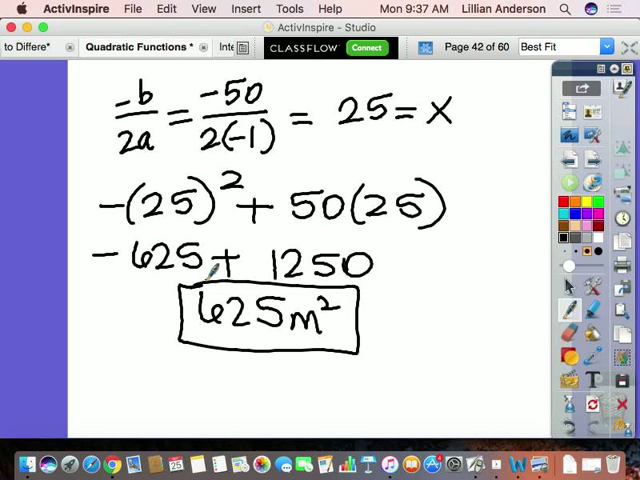 ActivInspire File Edit View Insert Tools Help Mon 9:37 AM Lillian Anderson
ActivInspire - Studio
to Differe* Quadratic Functions * Inte CLASSFLOW Connect Page 42 of 60 Best Fit
-b/2a = -50/2(-1) = 25 = x
-(25)² + 50(25)
-625 + 1250
625m²